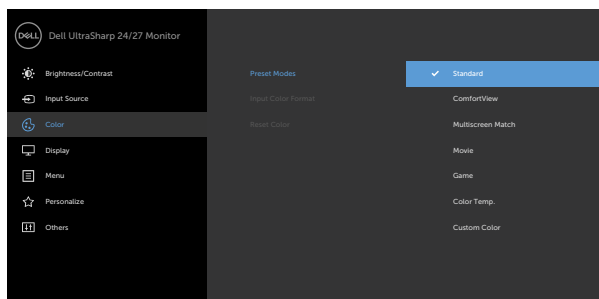 DELL Dell UltraSharp 24/27 Monitor
Brightness/Contrast Preset Modes Standard
Input Source Input Color Format ComfortView
Color Reset Color Multiscreen Match
Display Movie
Menu Game
Personalize Color Temp.
Others Custom Color